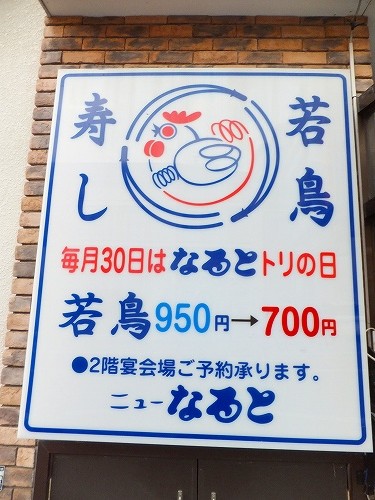 若鳥
寿し
毎月30日はなるとトリの日
若鳥950円→700円
●2階宴会場ご予約承ります。
ニューなると